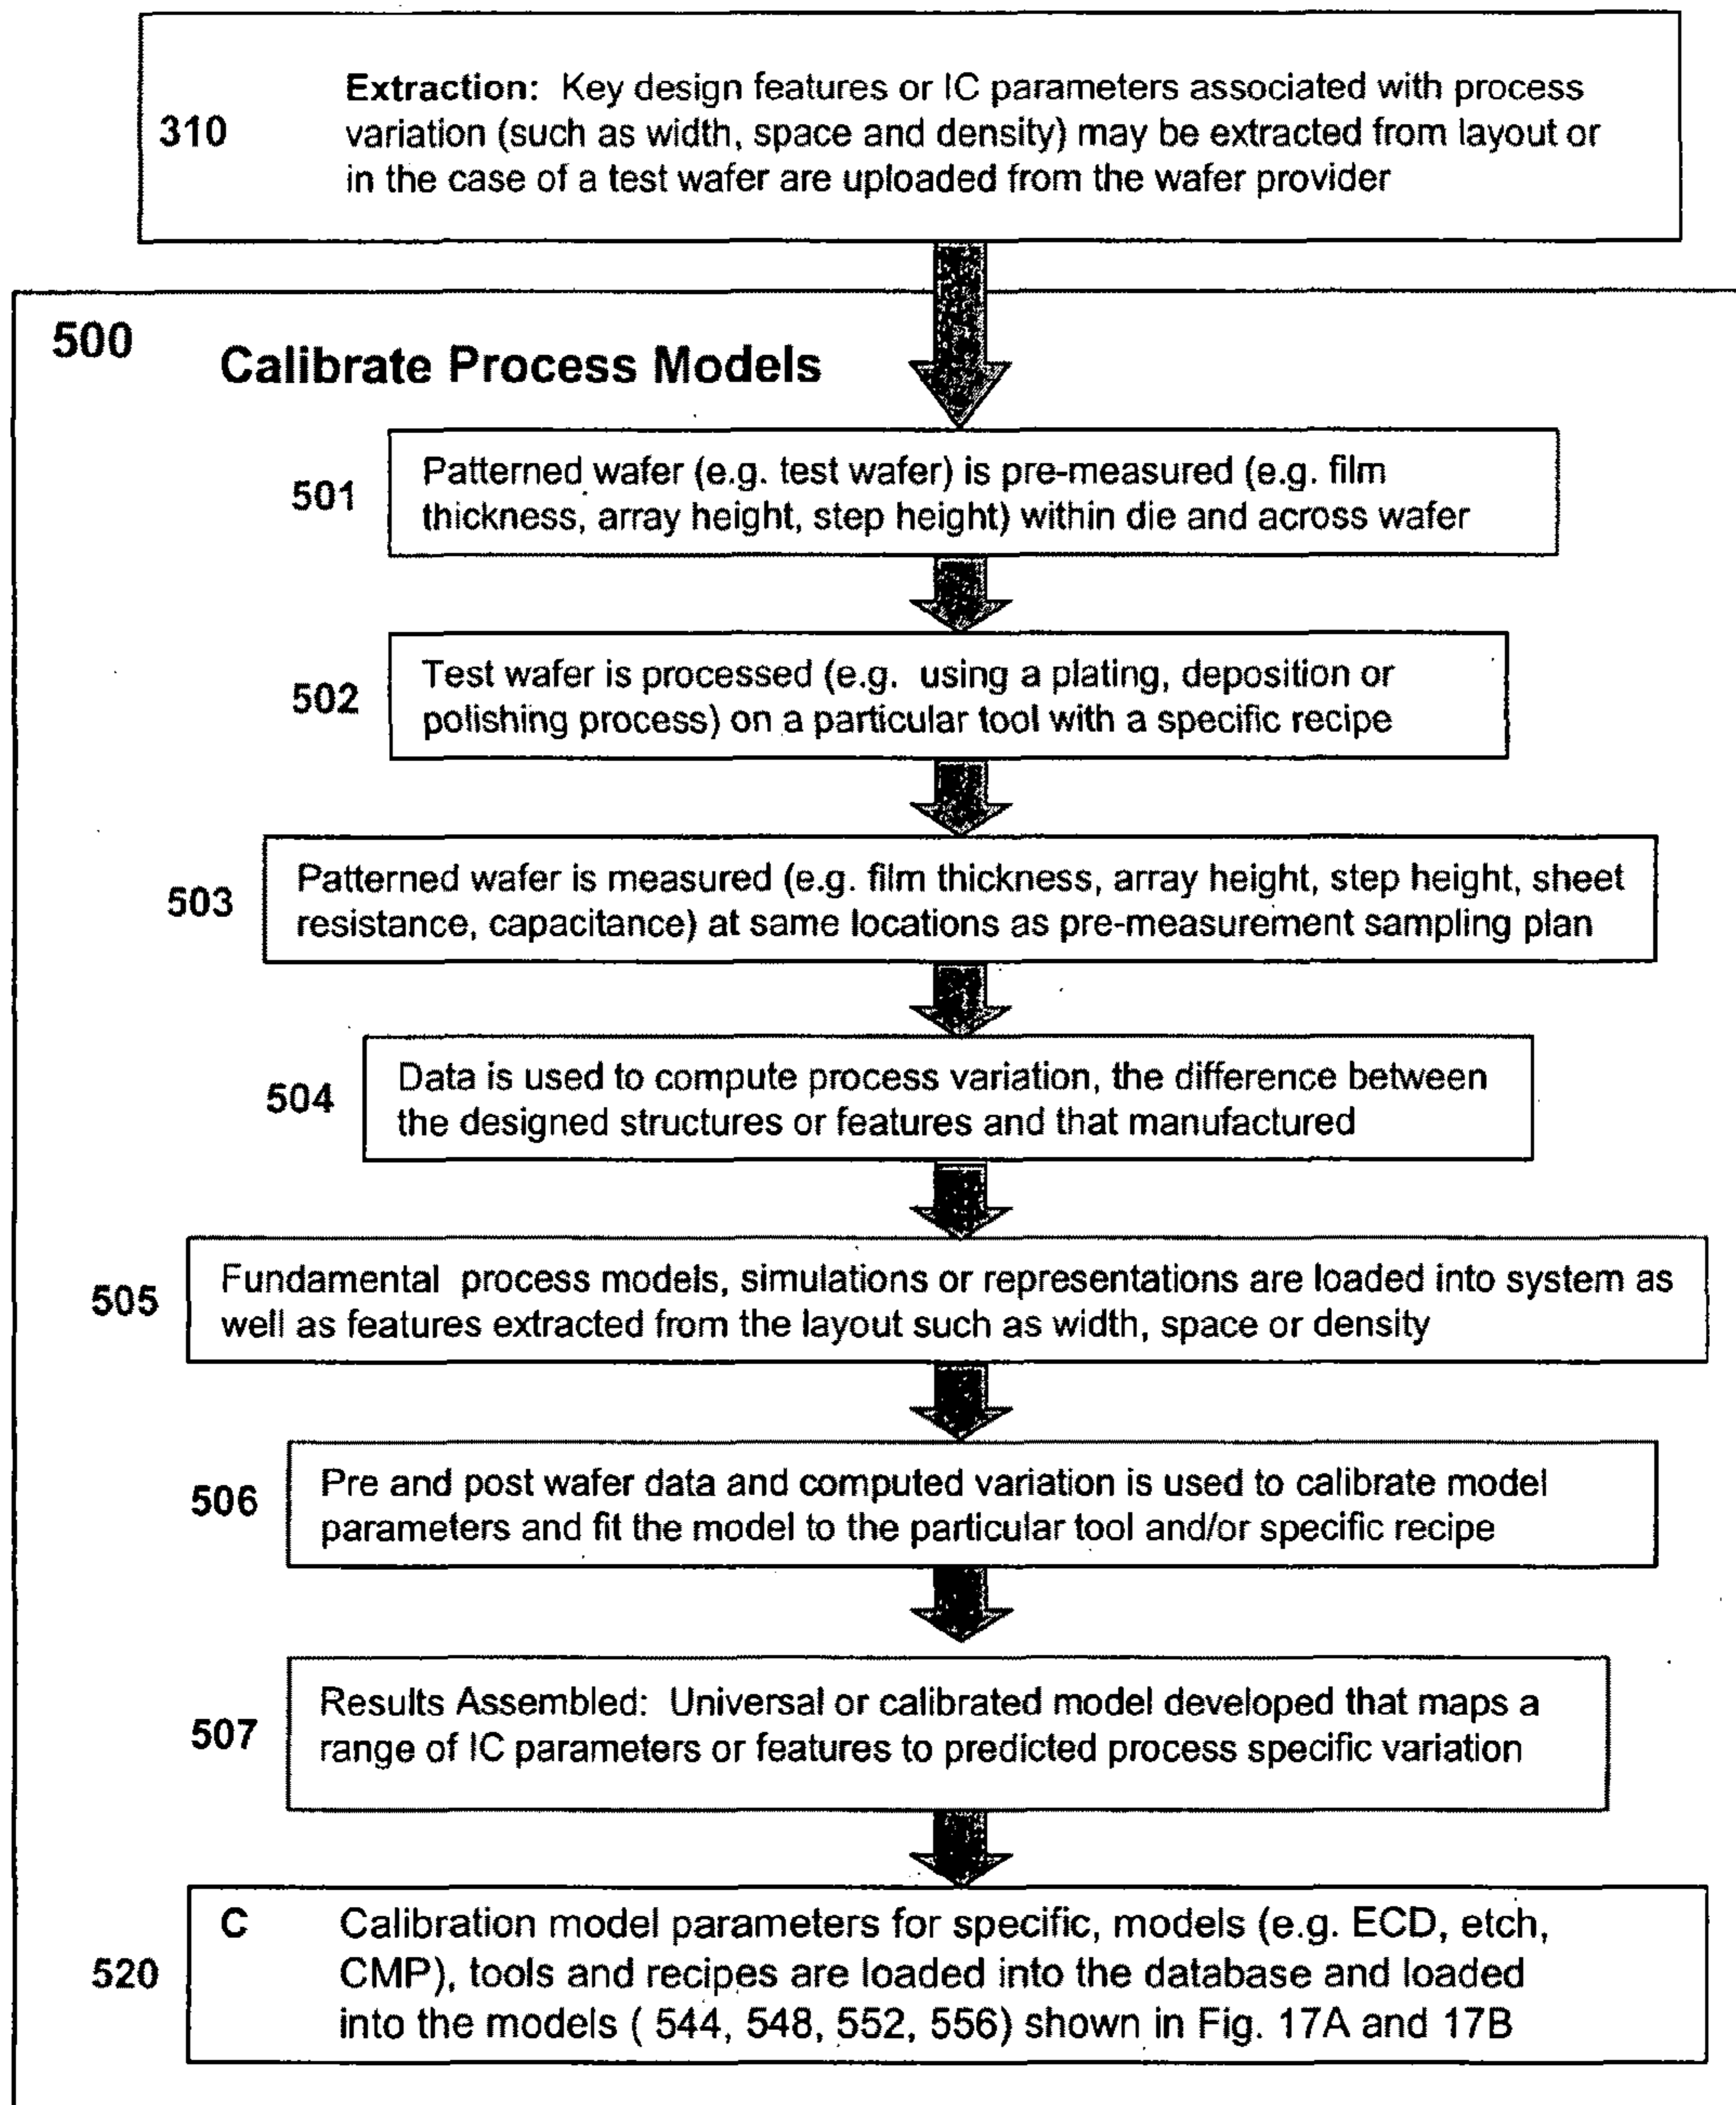 310
Extraction: Key design features or IC parameters associated with process
variation (such as width, space and density) may be extracted from layout or
in the case of a test wafer are uploaded from the wafer provider
500
Calibrate Process Models
501
Patterned wafer (e.g. test wafer) is pre-measured (e.g. film
thickness, array height, step height) within die and across wafer
502
Test wafer is processed (e.g. using a plating, deposition or
polishing process) on a particular tool with a specific recipe
503
Patterned wafer is measured (e.g. film thickness, array height, step height, sheet
resistance, capacitance) at same locations as pre-measurement sampling plan
504
Data is used to compute process variation, the difference between
the designed structures or features and that manufactured
505
Fundamental process models, simulations or representations are loaded into system as
well as features extracted from the layout such as width, space or density
506
Pre and post wafer data and computed variation is used to calibrate model
parameters and fit the model to the particular tool and/or specific recipe
507
Results Assembled: Universal or calibrated model developed that maps a
range of IC parameters or features to predicted process specific variation
520
C Calibration model parameters for specific, models (e.g. ECD, etch,
CMP), tools and recipes are loaded into the database and loaded
into the models ( 544, 548, 552, 556) shown in Fig. 17A and 17B